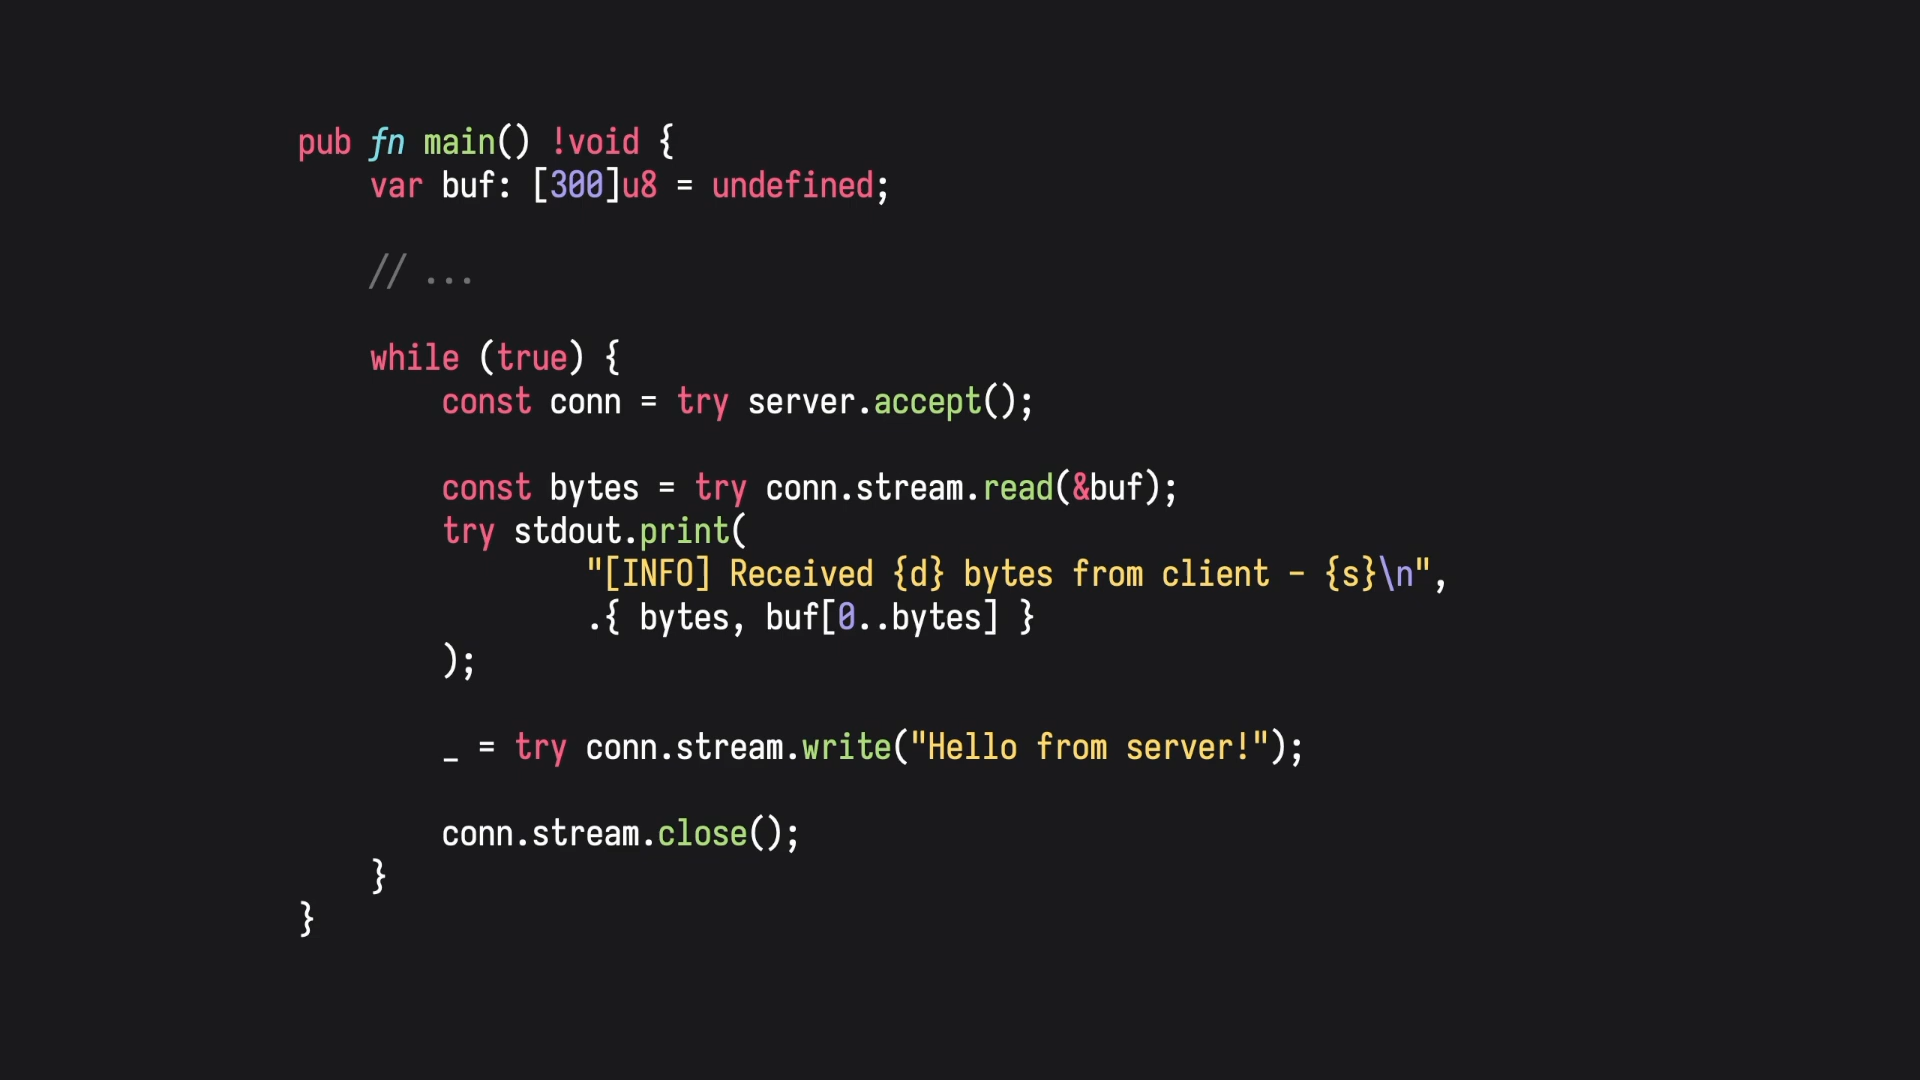 pub fn main() !void {
    var buf: [300]u8 = undefined;
    // ...
    while (true) {
        const conn = try server.accept();
        const bytes = try conn.stream.read(&buf);
        try stdout.print(
                "[INFO] Received {d} bytes from client - {s}\n",
                .{ bytes, buf[0..bytes] }
        );
        _ = try conn.stream.write("Hello from server!");
        conn.stream.close();
    }
}